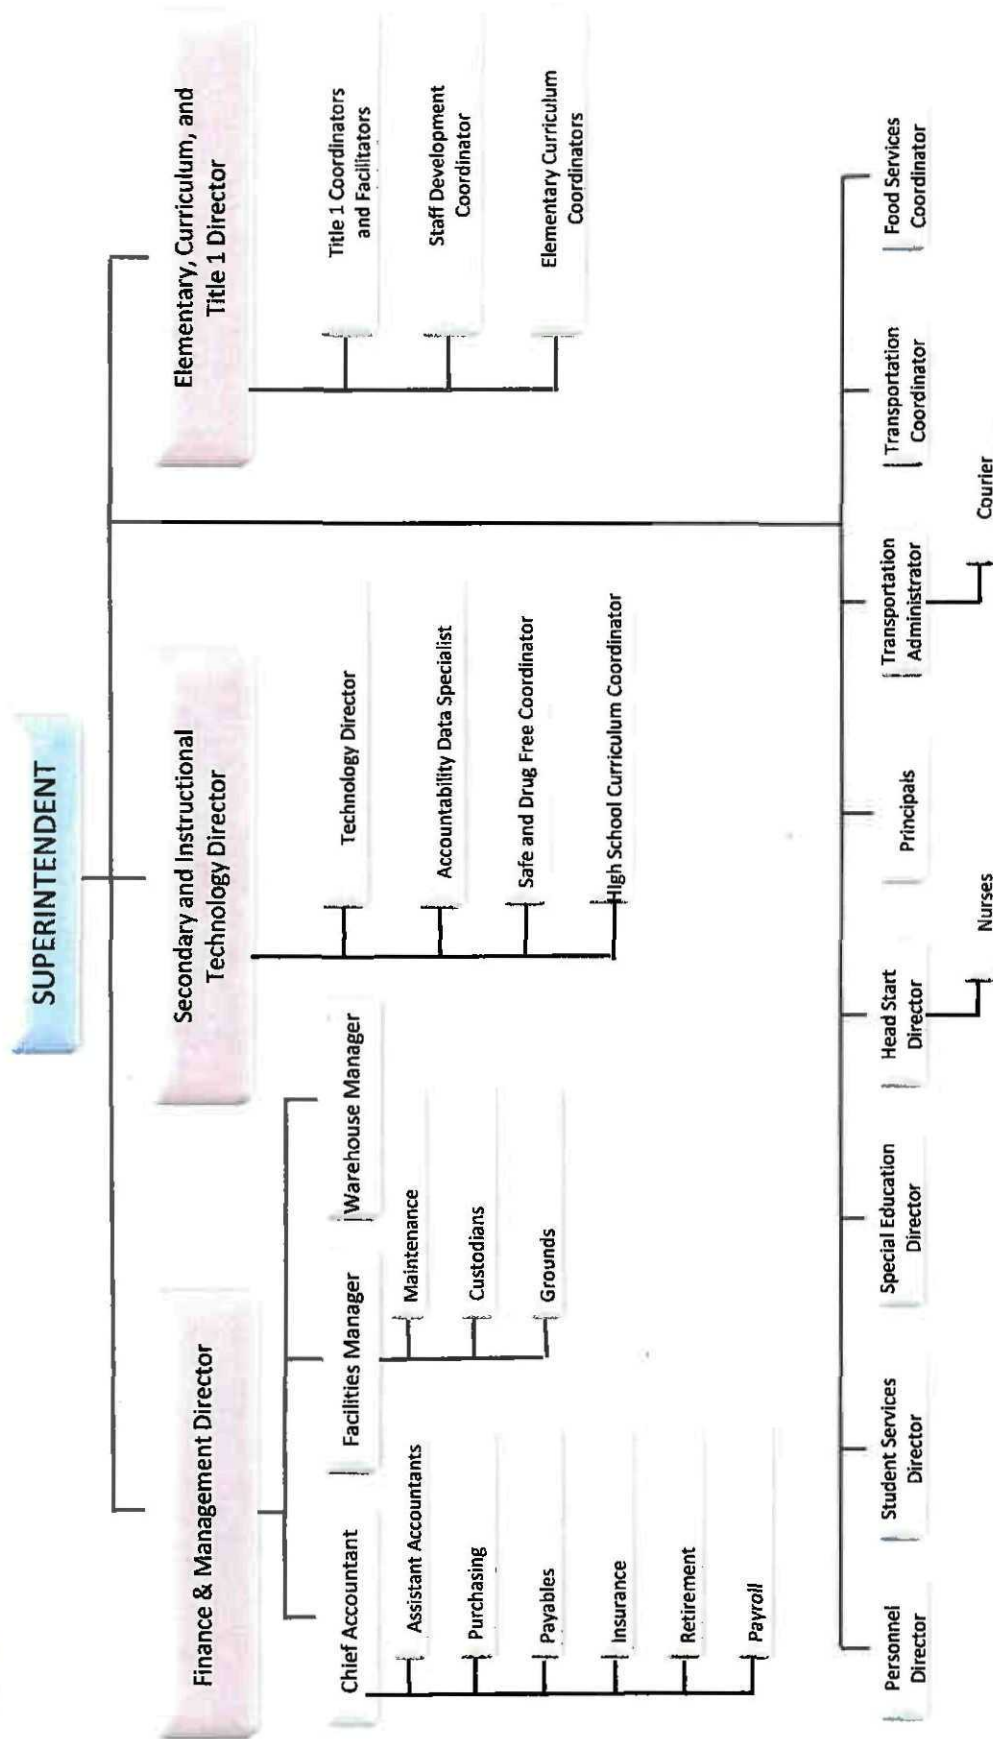 SUPERINTENDENT
Finance & Management Director
Secondary and Instructional
Technology Director
Elementary, Curriculum, and
Title 1 Director
Chief Accountant
Facilities Manager
Warehouse Manager
Assistant Accountants
Purchasing
Payables
Insurance
Retirement
Payroll
Maintenance
Custodians
Grounds
Technology Director
Accountability Data Specialist
Safe and Drug Free Coordinator
High School Curriculum Coordinator
Title 1 Coordinators
and Facilitators
Staff Development
Coordinator
Elementary Curriculum
Coordinators
Personnel
Director
Student Services
Director
Special Education
Director
Head Start
Director
Nurses
Principals
Transportation
Administrator
Courier
Transportation
Coordinator
Food Services
Coordinator